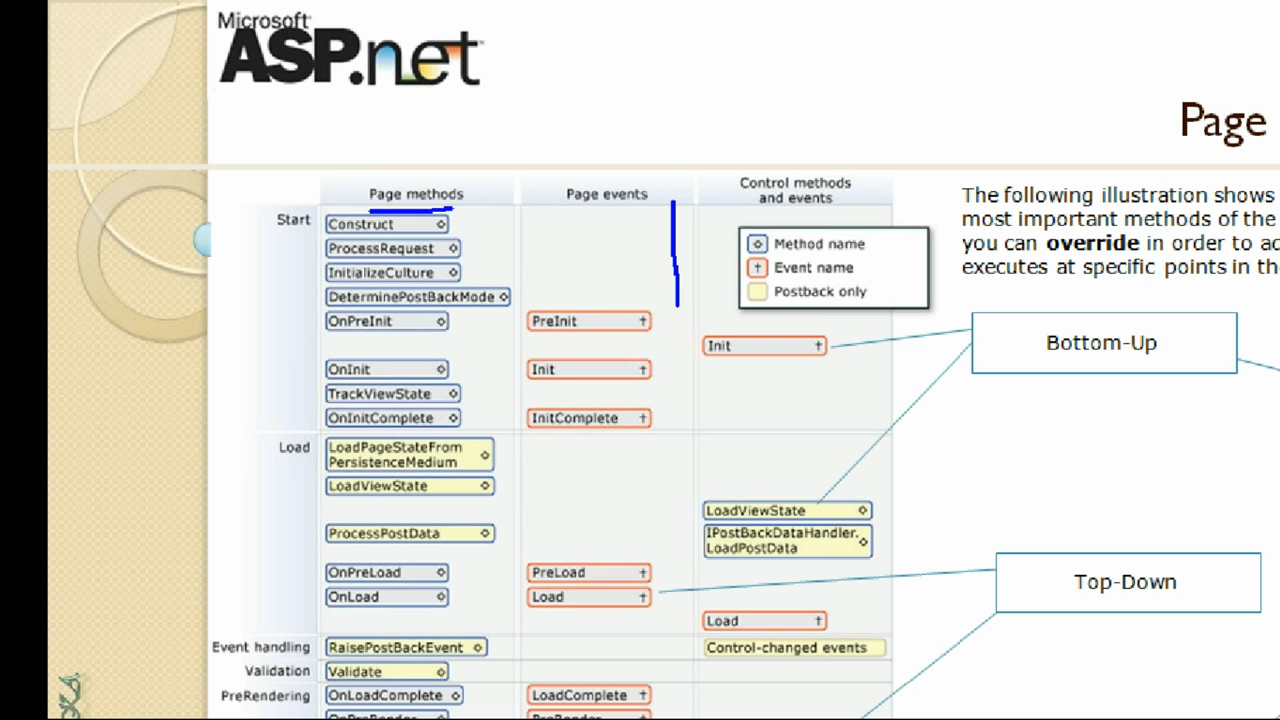 Microsoft
ASP.net
Page
Page methods
Page events
Control methods
and events
The following illustration shows
most important methods of the
you can override in order to ad
executes at specific points in th
Method name
Event name
Postback only
Start
Construct
ProcessRequest
InitializeCulture
DeterminePostBackMode
OnPreInit
PreInit
Init
Bottom-Up
OnInit
Init
TrackViewState
OnInitComplete
InitComplete
Load
LoadPageStateFrom
PersistenceMedium
LoadViewState
LoadViewState
ProcessPostData
IPostBackDataHandler.
LoadPostData
OnPreLoad
PreLoad
Top-Down
OnLoad
Load
Load
Event handling
RaisePostBackEvent
Control-changed events
Validation
Validate
PreRendering
OnLoadComplete
LoadComplete
OnPreRender
PreRender